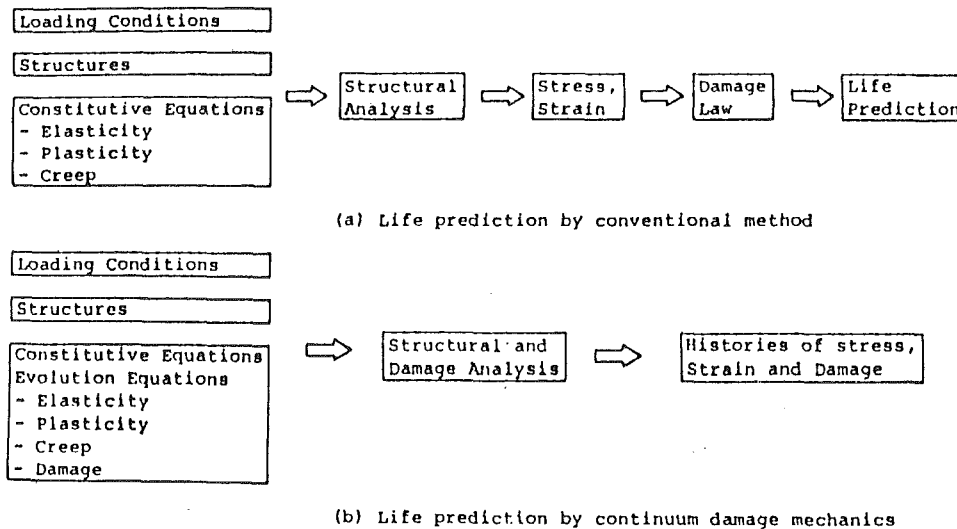 Loading Conditions
Structures
Constitutive Equations
- Elasticity
- Plasticity
- Creep
Structural
Analysis
Stress,
Strain
Damage
Law
Life
Prediction
(a) Life prediction by conventional method
Loading Conditions
Structures
Constitutive Equations
Evolution Equations
- Elasticity
- Plasticity
- Creep
- Damage
Structural and
Damage Analysis
Histories of stress,
Strain and Damage
(b) Life prediction by continuum damage mechanics